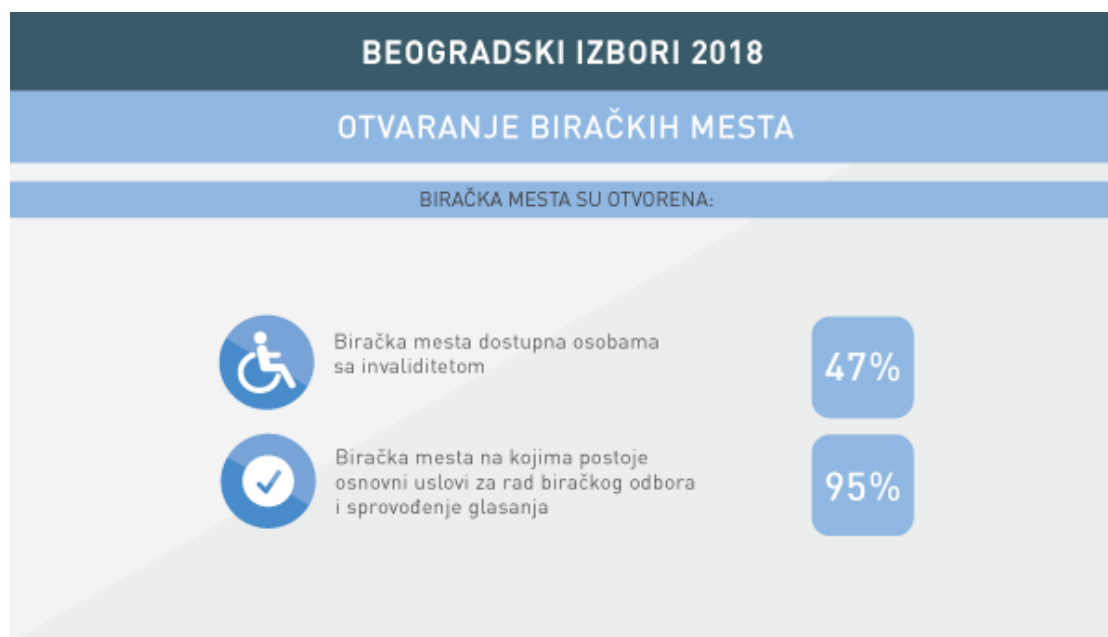 BEOGRADSKI IZBORI 2018
OTVARANJE BIRAČKIH MESTA
BIRAČKA MESTA SU OTVORENA:
Biračka mesta dostupna osobama
sa invaliditetom
47%
Biračka mesta na kojima postoje
osnovni uslovi za rad biračkog odbora
i sprovođenje glasanja
95%